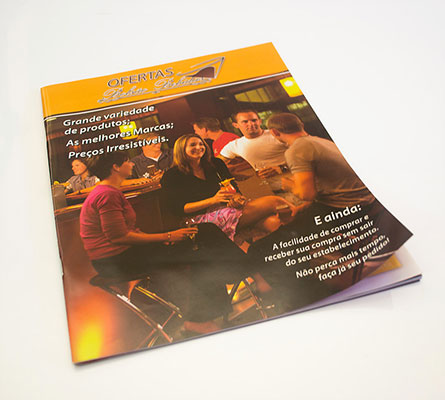 OFERTAS
Grande variedade
de produtos;
As melhores Marcas;
Preços Irresistíveis.
E ainda:
A facilidade de comprar e
receber sua compra sem sair
do seu estabelecimento.
Não perca mais tempo,
faça já seu pedido!